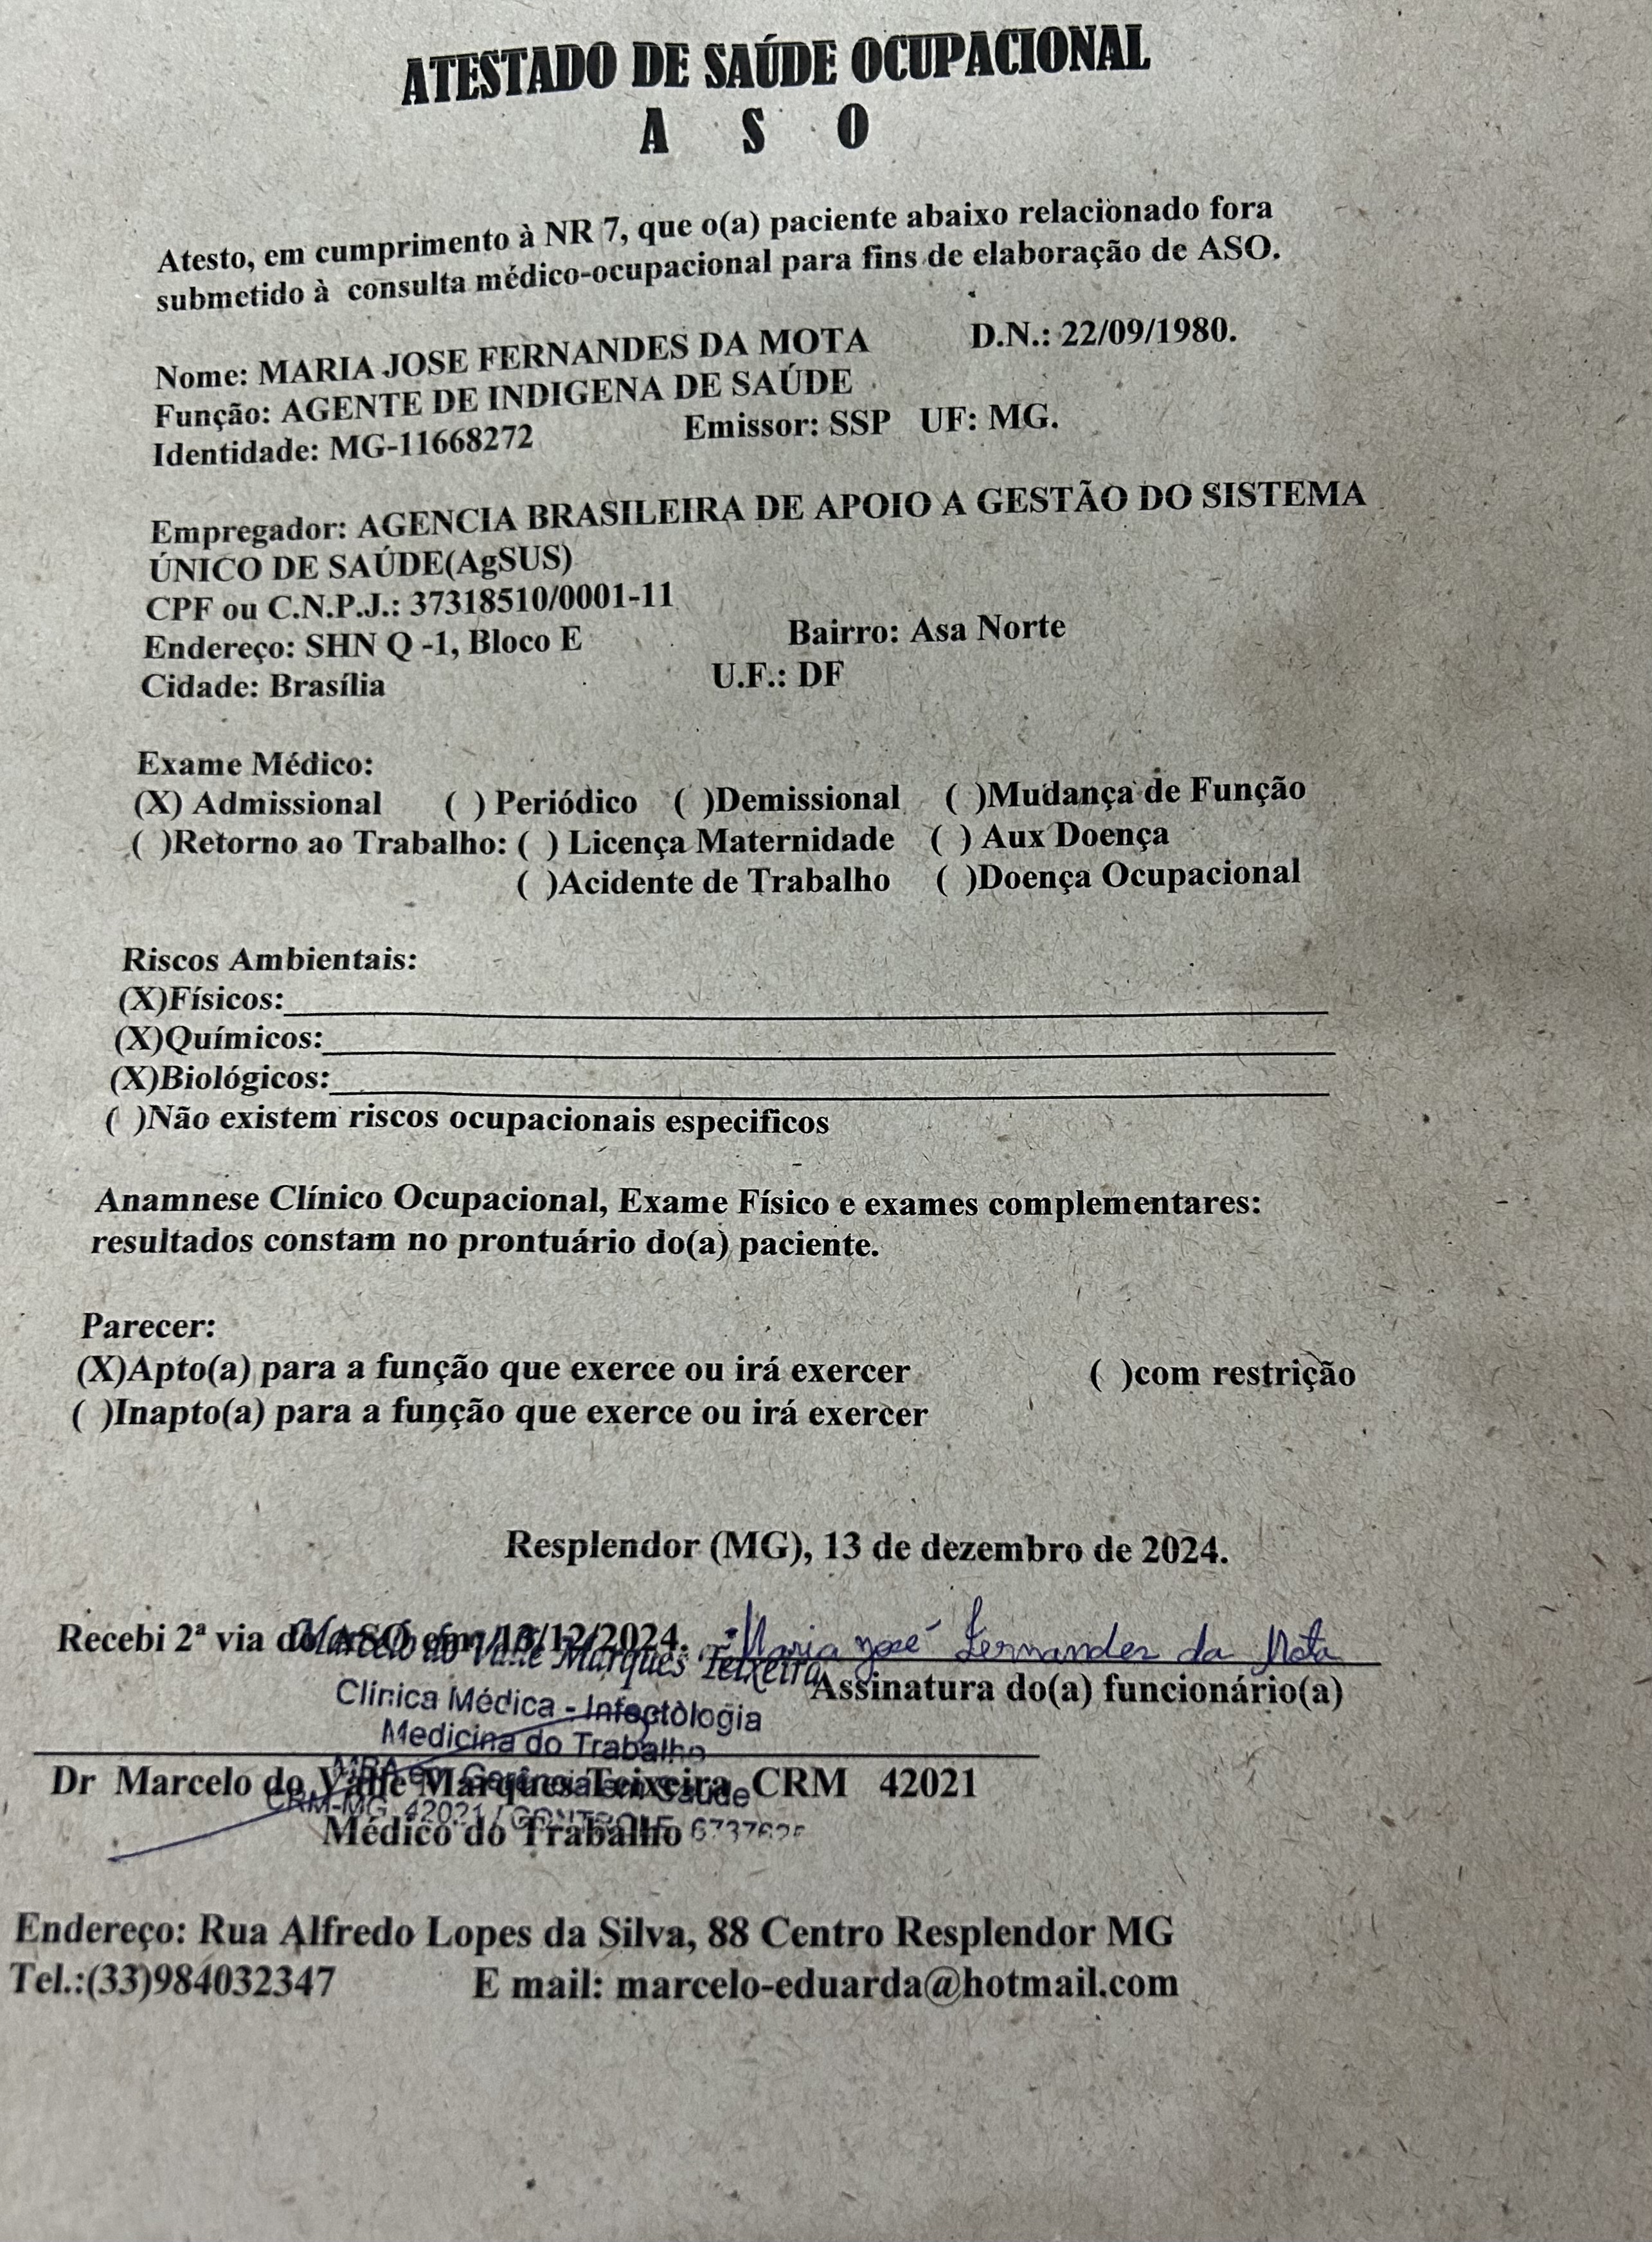 ATESTADO DE SAÚDE OCUPACIONAL
A S O
Atesto, em cumprimento à NR 7, que o(a) paciente abaixo relacionado fora
submetido à consulta médico-ocupacional para fins de elaboração de ASO.
Nome: MARIA JOSE FERNANDES DA MOTA D.N.: 22/09/1980.
Função: AGENTE DE INDIGENA DE SAÚDE
Identidade: MG-11668272 Emissor: SSP UF: MG.
Empregador: AGENCIA BRASILEIRA DE APOIO A GESTÃO DO SISTEMA
ÚNICO DE SAÚDE(AgSUS)
CPF ou C.N.P.J.: 37318510/0001-11
Endereço: SHN Q -1, Bloco E Bairro: Asa Norte
Cidade: Brasília U.F.: DF
Exame Médico:
(X) Admissional ( ) Periódico ( )Demissional ( )Mudança de Função
( )Retorno ao Trabalho: ( ) Licença Maternidade ( ) Aux Doença
( )Acidente de Trabalho ( )Doença Ocupacional
Riscos Ambientais:
(X)Físicos:
(X)Químicos:
(X)Biológicos:
( )Não existem riscos ocupacionais especificos
Anamnese Clínico Ocupacional, Exame Físico e exames complementares:
resultados constam no prontuário do(a) paciente.
Parecer:
(X)Apto(a) para a função que exerce ou irá exercer ( )com restrição
( )Inapto(a) para a função que exerce ou irá exercer
Resplendor (MG), 13 de dezembro de 2024.
Recebi 2ª via do ASO em 13/12/2024. Maria José Fernandes da Mota
Marcelo do Valle Marques Teixeira
Assinatura do(a) funcionário(a)
Clínica Médica - Infectologia
Medicina do Trabalho
MBA em Gerência em Saúde
Dr Marcelo do Valle Marques Teixeira CRM 42021
CRM-MG 42021 /
Médico do Trabalho
Endereço: Rua Alfredo Lopes da Silva, 88 Centro Resplendor MG
Tel.:(33)984032347 E mail: marcelo-eduarda@hotmail.com